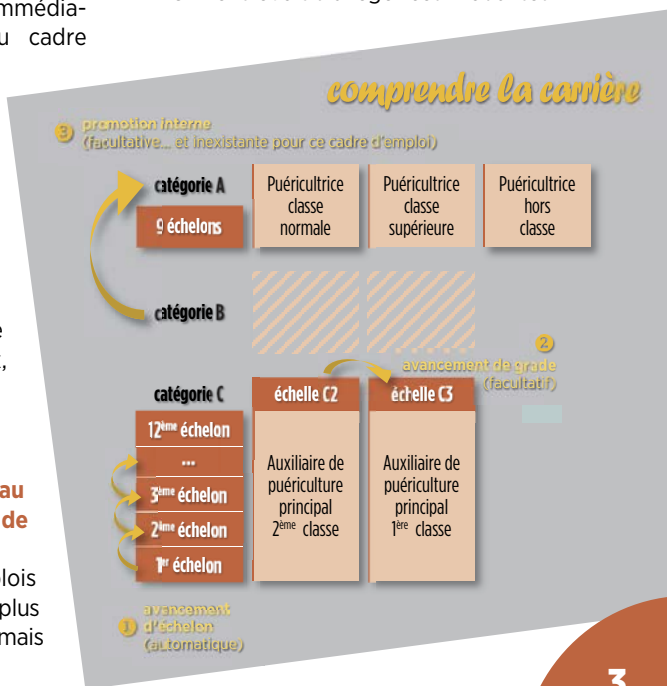 mmédia-
u cadre
comprendre la carrière
3 promotion interne
(facultative... et inexistante pour ce cadre d'emploi)
catégorie A
9 échelons
Puéricultrice
classe
normale
Puéricultrice
classe
supérieure
Puéricultrice
hors
classe
catégorie B
2
avancement de grade
(facultatif)
catégorie C
échelle C2
échelle C3
12ème échelon
...
3ème échelon
2ème échelon
1er échelon
Auxiliaire de
puériculture
principal
2ème classe
Auxiliaire de
puériculture
principal
1ère classe
1 avancement
d'échelon
(automatique)
e
,
au
de
plois
plus
mais
3